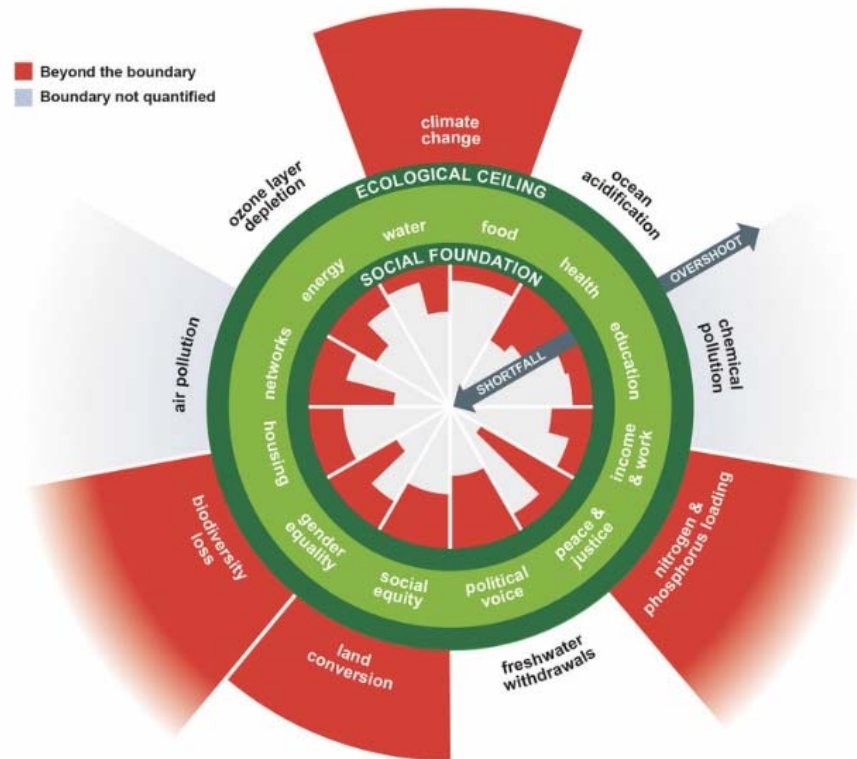 Beyond the boundary
Boundary not quantified
climate
change
ozone layer
depletion
ocean
acidification
ECOLOGICAL CEILING
OVERSHOOT
water
food
energy
health
SOCIAL FOUNDATION
SHORTFALL
air pollution
networks
education
chemical
pollution
housing
income
& work
gender
equality
peace &
justice
social
equity
political
voice
biodiversity
loss
nitrogen &
phosphorus loading
land
conversion
freshwater
withdrawals